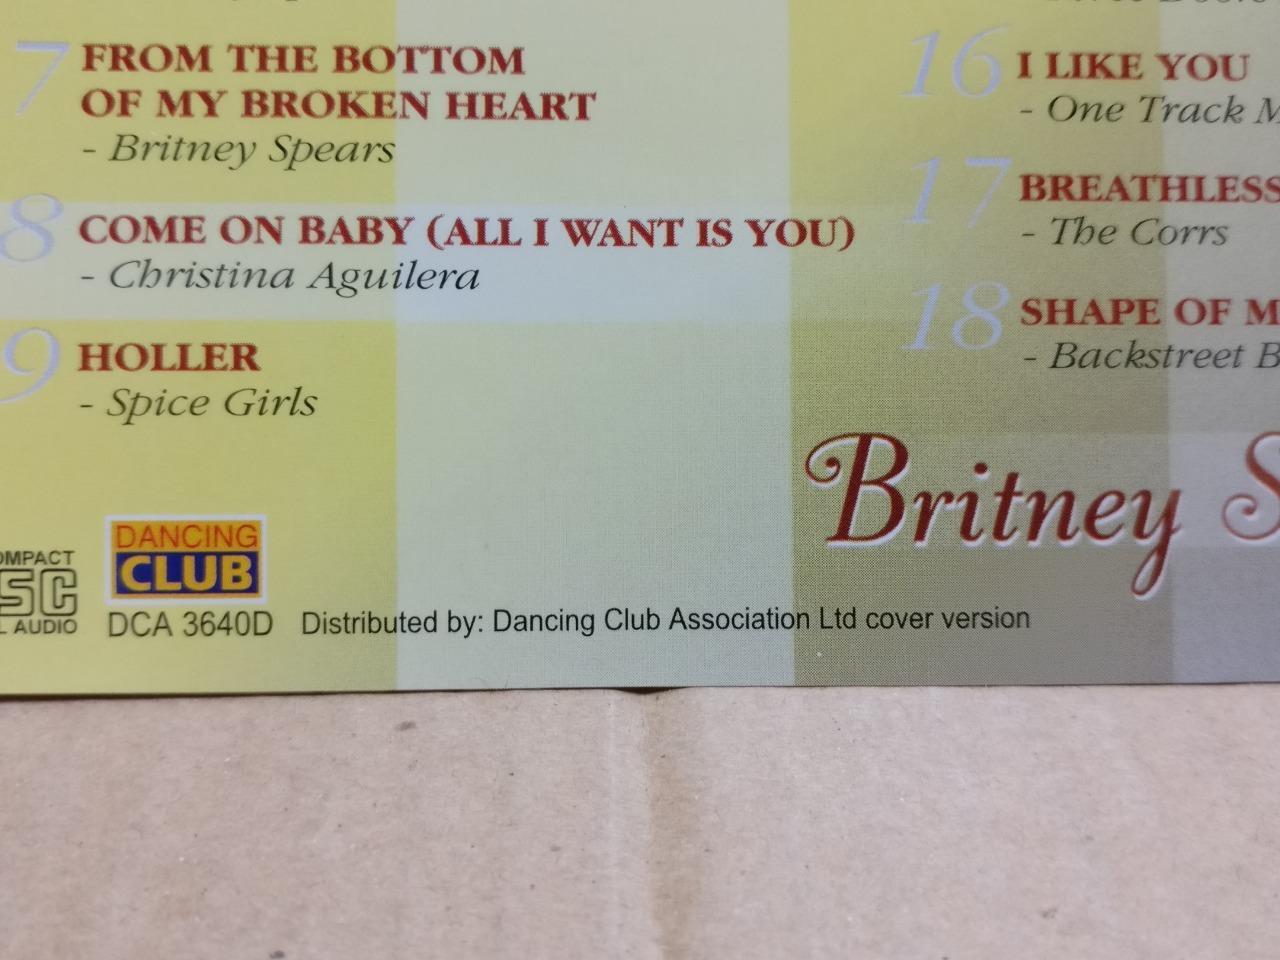 7 FROM THE BOTTOM
OF MY BROKEN HEART
- Britney Spears
8 COME ON BABY (ALL I WANT IS YOU)
- Christina Aguilera
9 HOLLER
- Spice Girls
16 I LIKE YOU
- One Track
17 BREATHLESS
- The Corrs
18 SHAPE OF
- Backstreet
Britney
DANCING
CLUB
AUDIO
DCA 3640D Distributed by: Dancing Club Association Ltd cover version